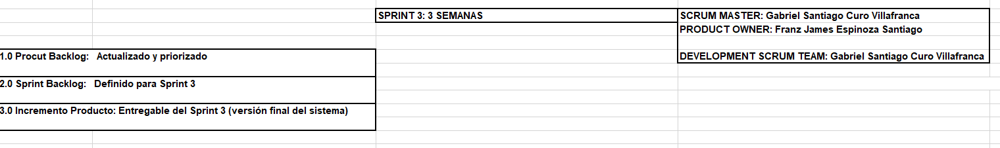 SPRINT 3: 3 SEMANAS
SCRUM MASTER: Gabriel Santiago Curo Villafranca
PRODUCT OWNER: Franz James Espinoza Santiago
DEVELOPMENT SCRUM TEAM: Gabriel Santiago Curo Villafranca
1.0 Procut Backlog: Actualizado y priorizado
2.0 Sprint Backlog: Definido para Sprint 3
3.0 Incremento Producto: Entregable del Sprint 3 (versión final del sistema)